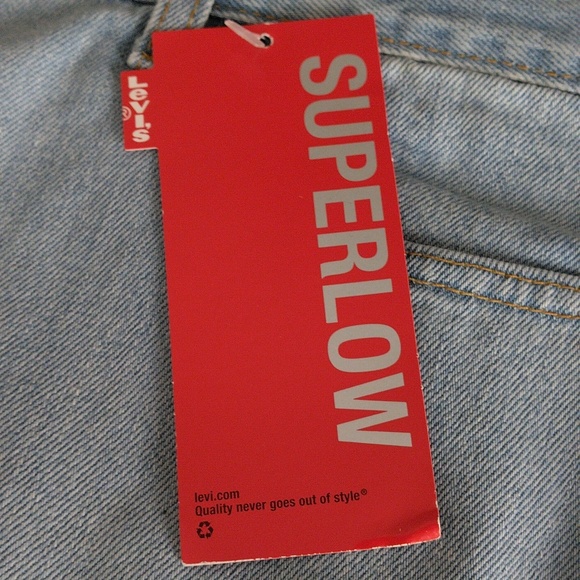 LEVI'S
®
SUPERLOW
levi.com
Quality never goes out of style®